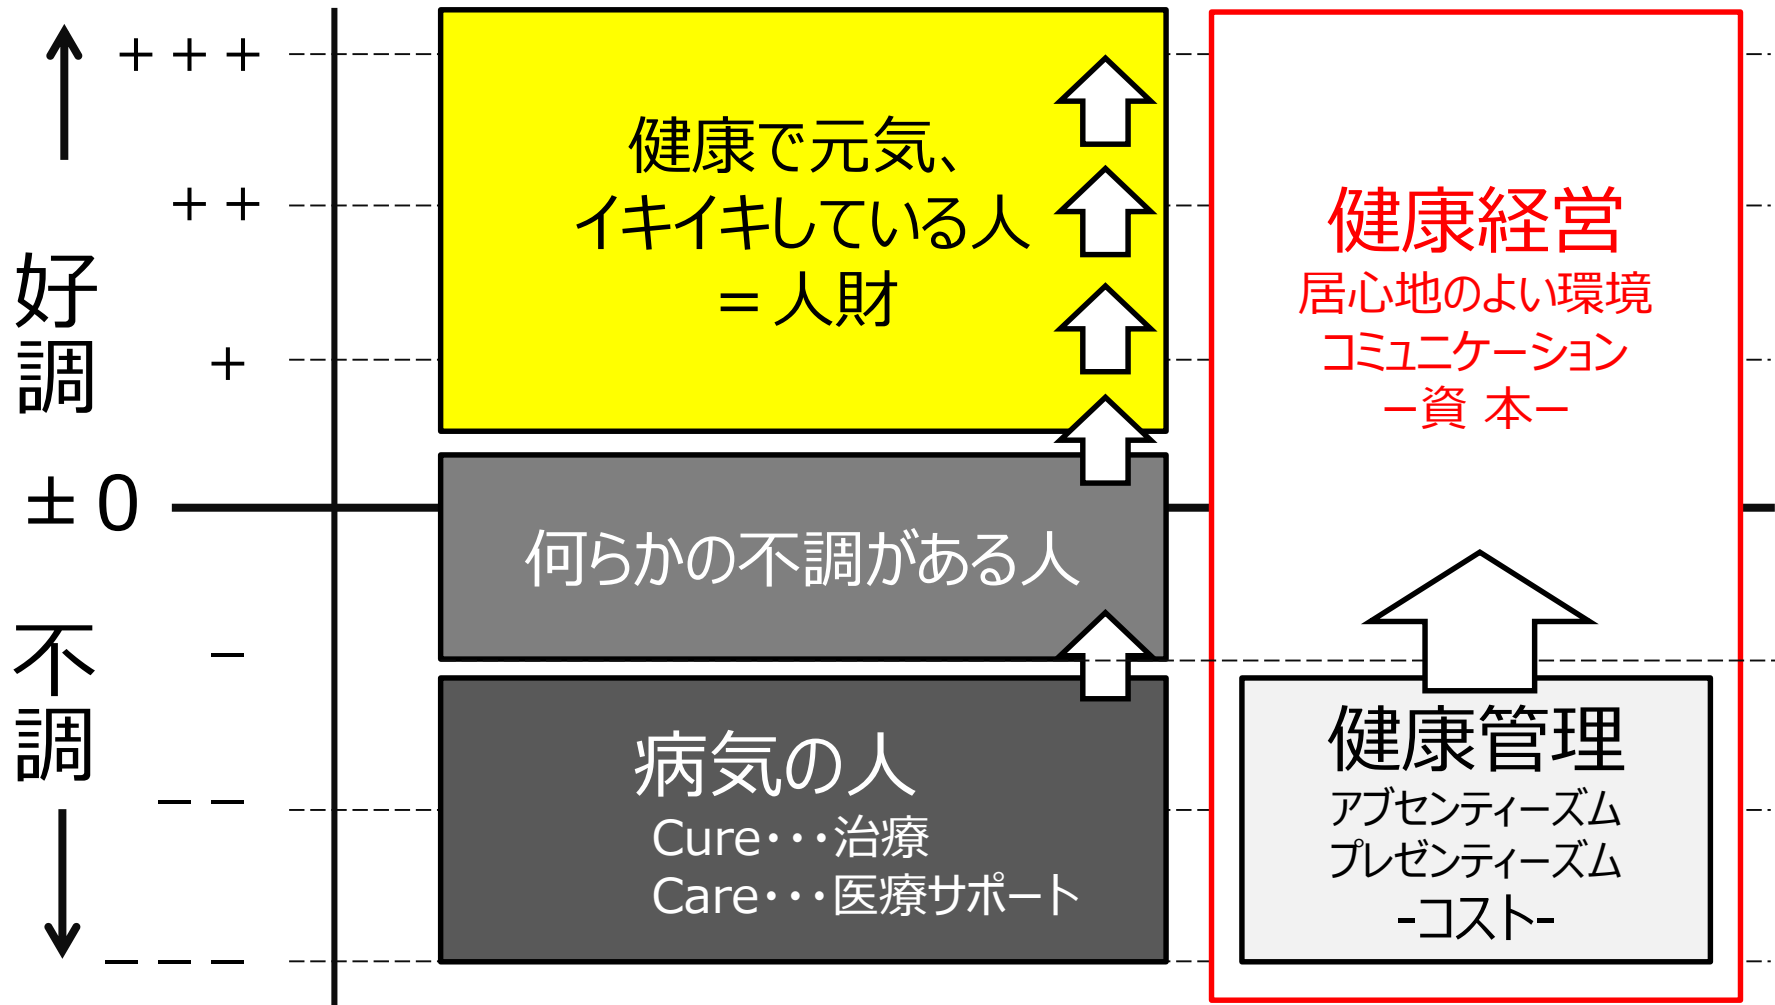 + + +
+ +
+
好調
± 0
不調
－
－ －
－ － －
健康で元気、
イキイキしている人
= 人財
何らかの不調がある人
病気の人
Cure・・・治療
Care・・・医療サポート
健康経営
居心地のよい環境
コミュニケーション
－資 本－
健康管理
アブセンティーズム
プレゼンティーズム
-コスト-